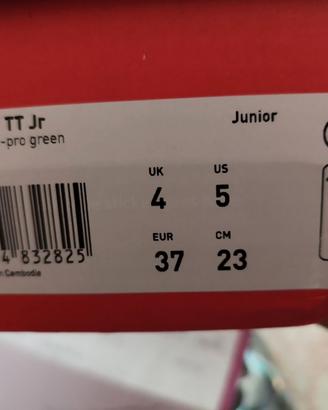 TT Jr
-pro green
Junior
UK US
4 5
EUR CM
37 23
4 832825
n Cambodia